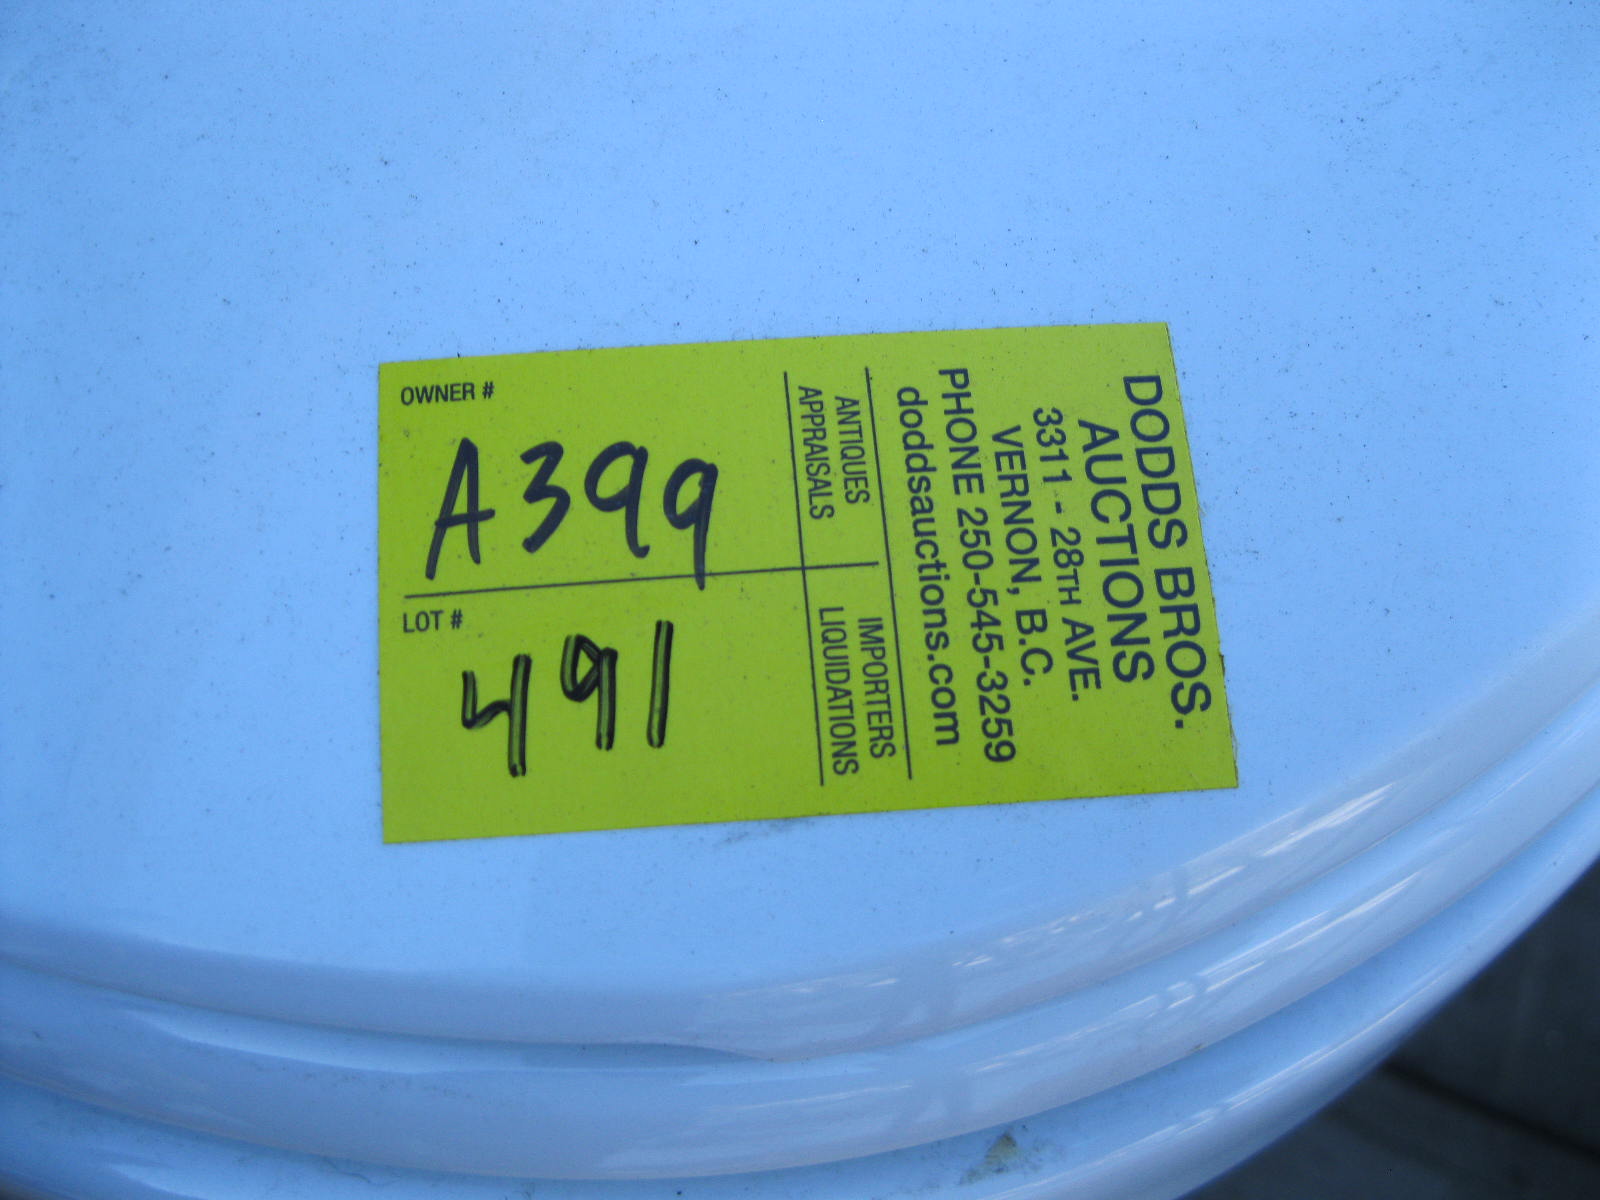 OWNER #
A399
LOT #
491
ANTIQUES
APPRAISALS
IMPORTERS
LIQUIDATIONS
DODDS BROS.
AUCTIONS
3311 - 28TH AVE.
VERNON, B.C.
PHONE 250-545-3259
doddsauctions.com